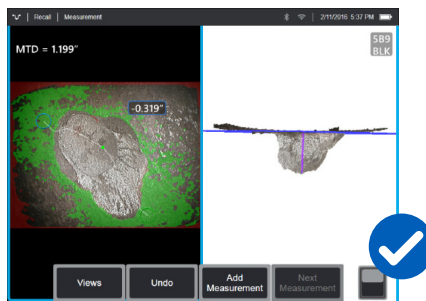 Recall | Measurement 2/11/2016 5:37 PM
MTD = 1.199"
5B9
BLK
-0.319"
Views
Undo
Add
Measurement
Next
Measurement